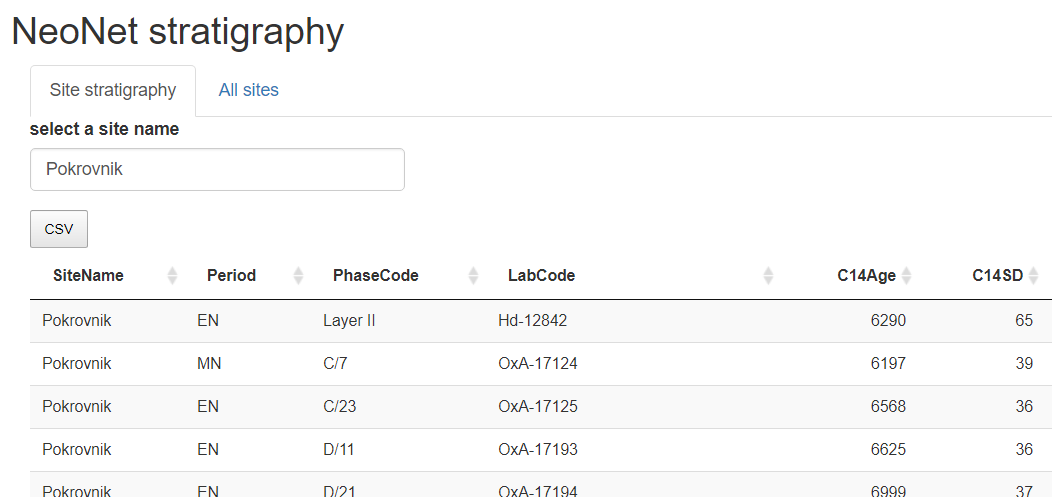 NeoNet stratigraphy
Site stratigraphy All sites
select a site name
Pokrovnik
CSV
SiteName Period PhaseCode LabCode C14Age C14SD
Pokrovnik EN Layer II Hd-12842 6290 65
Pokrovnik MN C/7 OxA-17124 6197 39
Pokrovnik EN C/23 OxA-17125 6568 36
Pokrovnik EN D/11 OxA-17193 6625 36
Pokrovnik EN D/21 OxA-17194 6999 37